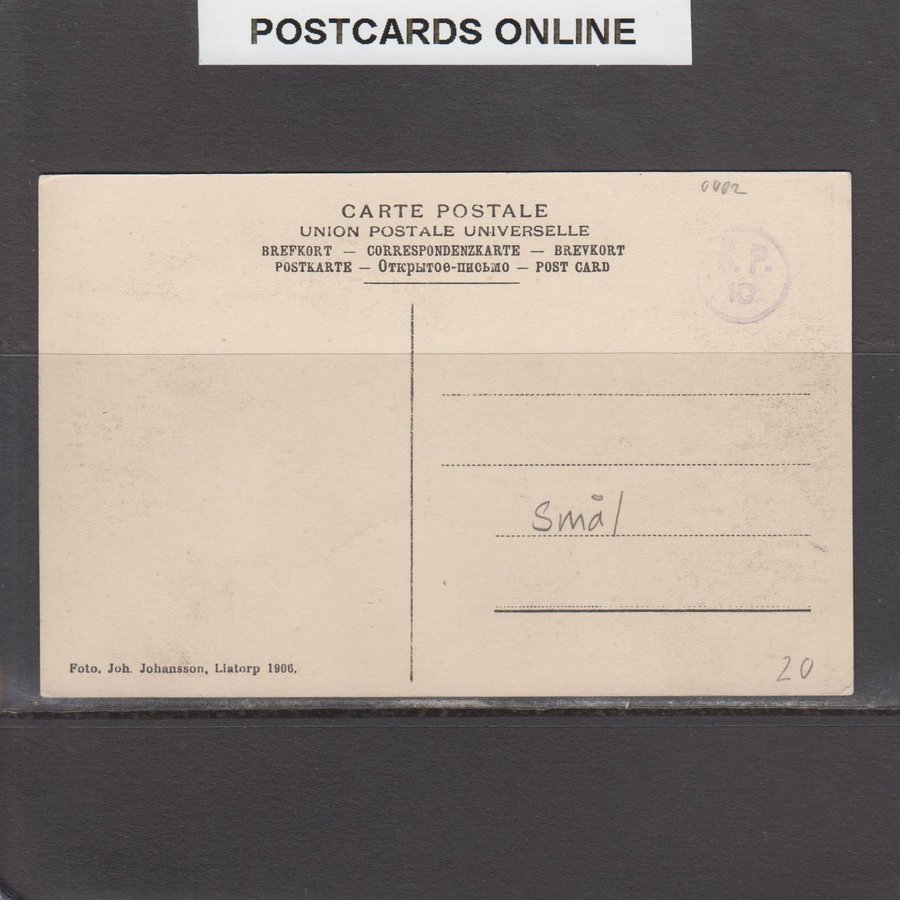 POSTCARDS ONLINE
CARTE POSTALE
UNION POSTALE UNIVERSELLE
BREFKORT — CORRESPONDENZKARTE — BREVKORT
POSTKARTE — Открытое-письмо — POST CARD
.P.
10
Smål
Foto. Joh. Johansson, Liatorp 1906.
20